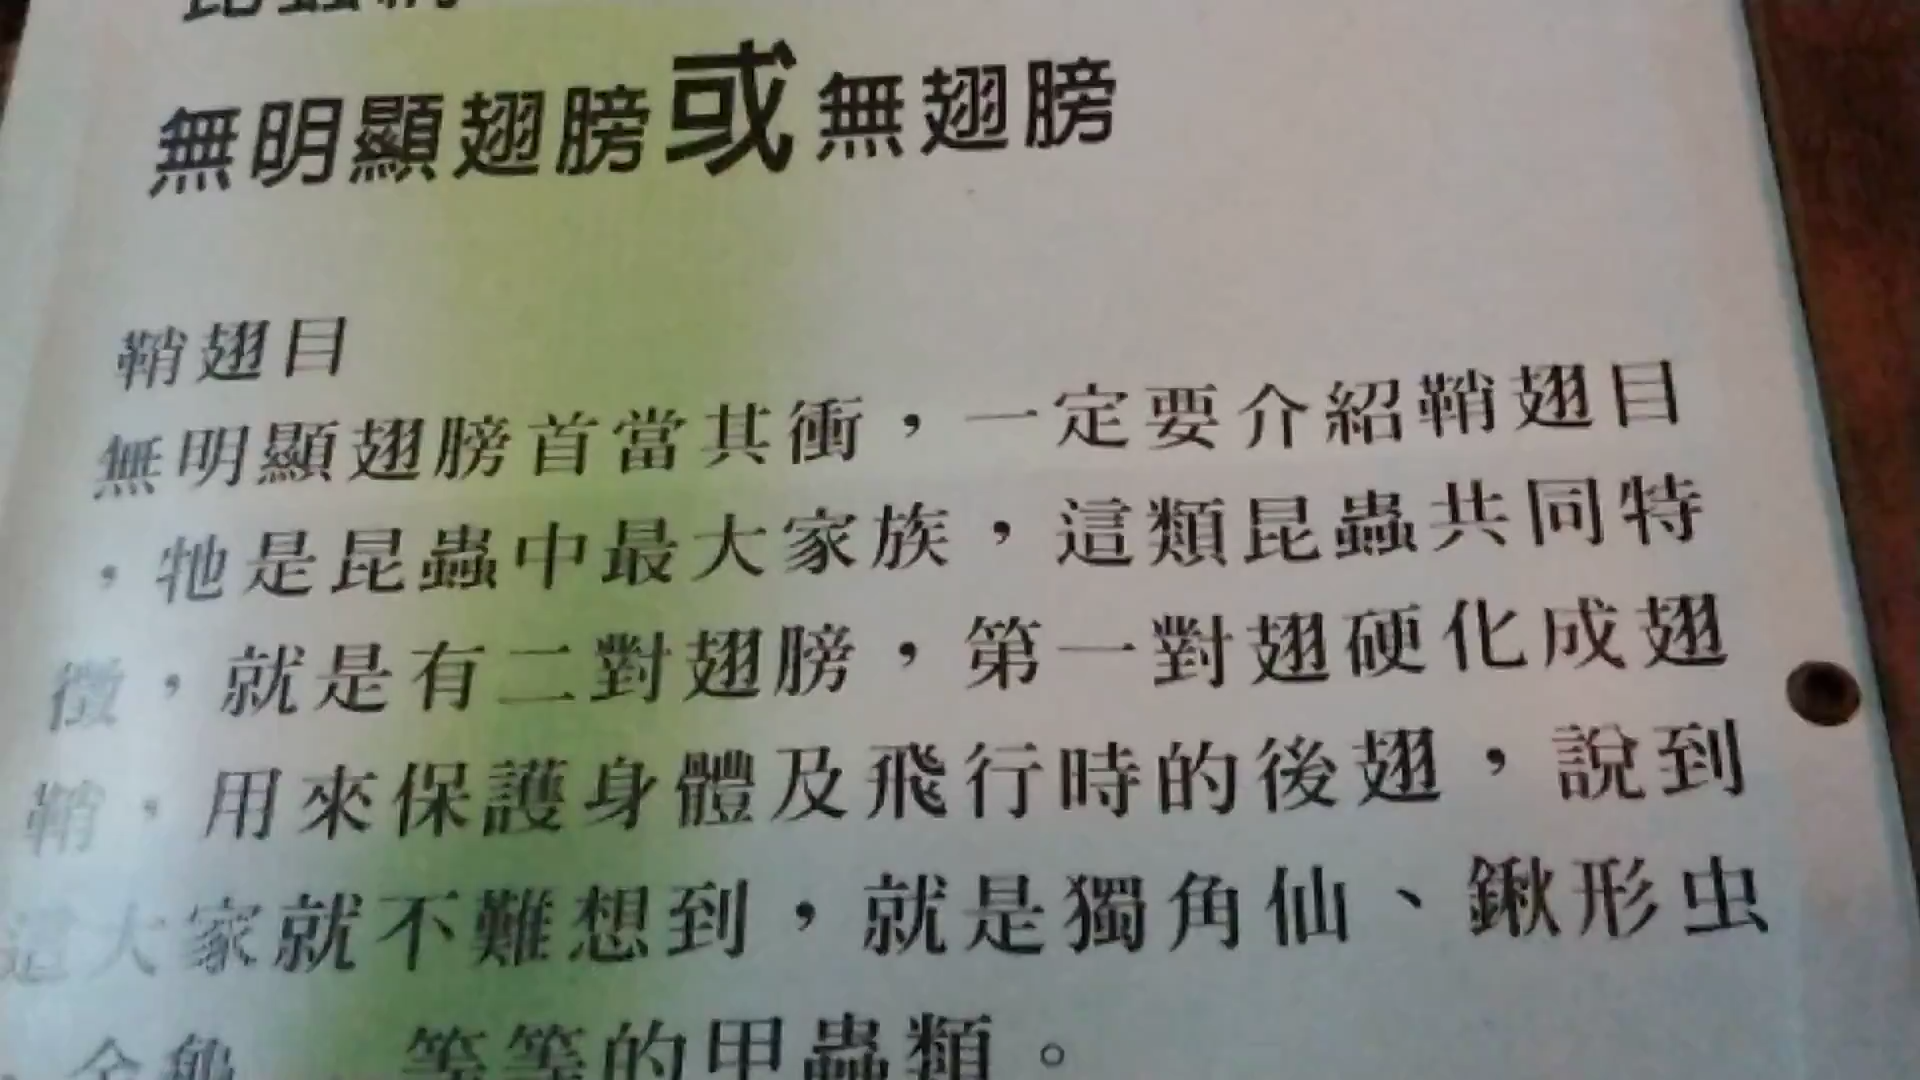 無明顯翅膀或無翅膀
鞘翅目
無明顯翅膀首當其衝，一定要介紹鞘翅目
，牠是昆蟲中最大家族，這類昆蟲共同特
徵，就是有二對翅膀，第一對翅硬化成翅
鞘，用來保護身體及飛行時的後翅，說到
這大家就不難想到，就是獨角仙、鍬形虫
、金龜、等等的甲蟲類。